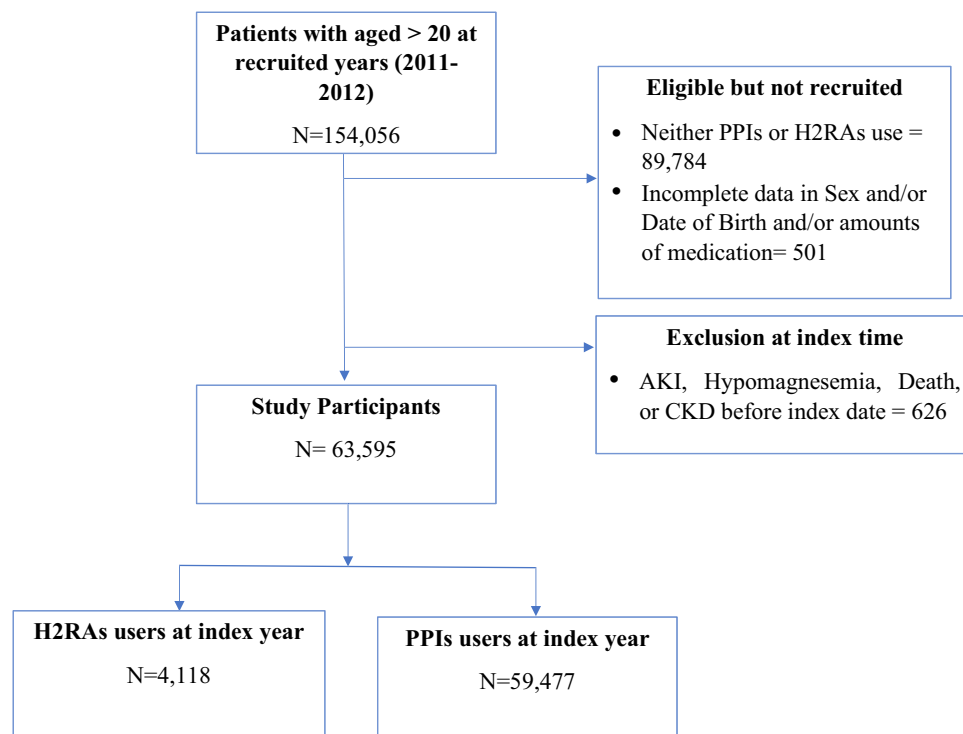 Patients with aged > 20 at
recruited years (2011-
2012)
N=154,056
Eligible but not recruited
• Neither PPIs or H2RAs use =
89,784
• Incomplete data in Sex and/or
Date of Birth and/or amounts
of medication= 501
Exclusion at index time
• AKI, Hypomagnesemia, Death,
or CKD before index date = 626
Study Participants
N= 63,595
H2RAs users at index year
N=4,118
PPIs users at index year
N=59,477